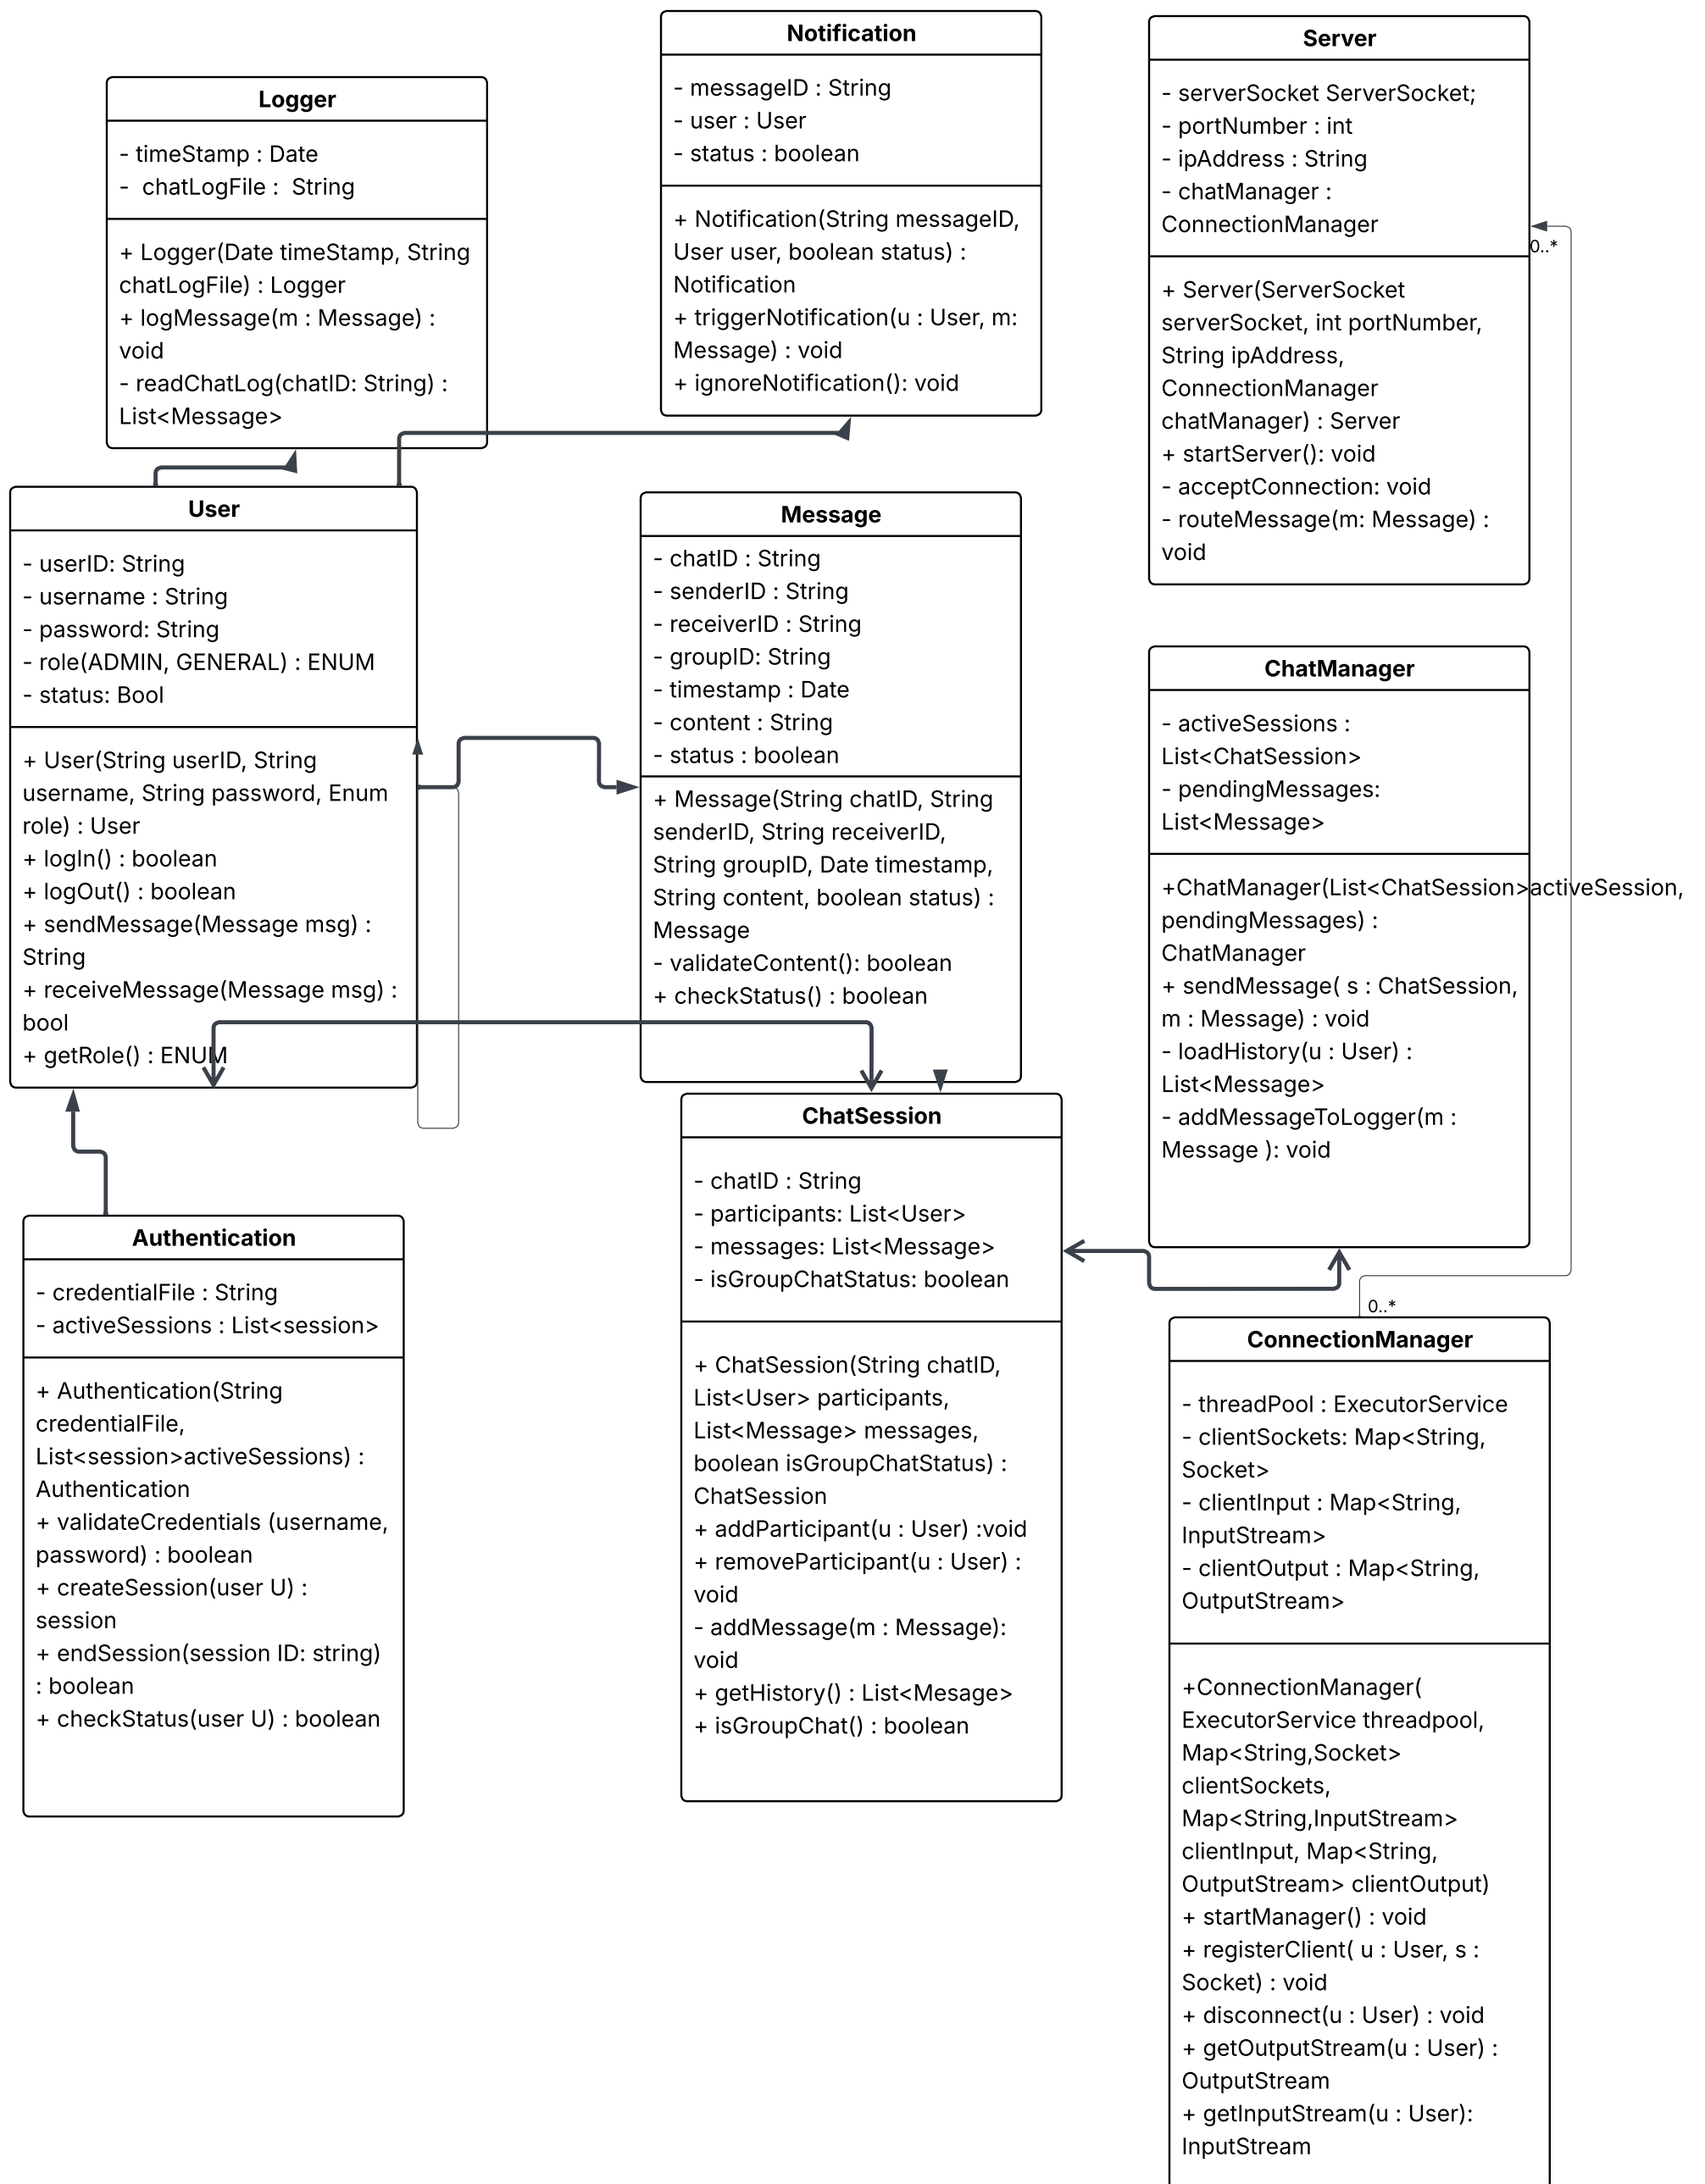 Logger
- timeStamp : Date
-  chatLogFile :  String
+ Logger(Date timeStamp, String
chatLogFile) : Logger
+ logMessage(m : Message) :
void
- readChatLog(chatID: String) :
List<Message>
Notification
- messageID : String
- user : User
- status : boolean
+ Notification(String messageID,
User user, boolean status) :
Notification
+ triggerNotification(u : User, m:
Message) : void
+ ignoreNotification(): void
Server
- serverSocket ServerSocket;
- portNumber : int
- ipAddress : String
- chatManager :
ConnectionManager
+ Server(ServerSocket
serverSocket, int portNumber,
String ipAddress,
ConnectionManager
chatManager) : Server
+ startServer(): void
- acceptConnection: void
- routeMessage(m: Message) :
void
0..*
User
- userID: String
- username : String
- password: String
- role(ADMIN, GENERAL) : ENUM
- status: Bool
+ User(String userID, String
username, String password, Enum
role) : User
+ logIn() : boolean
+ logOut() : boolean
+ sendMessage(Message msg) :
String
+ receiveMessage(Message msg) :
bool
+ getRole() : ENUM
Message
- chatID : String
- senderID : String
- receiverID : String
- groupID: String
- timestamp : Date
- content : String
- status : boolean
+ Message(String chatID, String
senderID, String receiverID,
String groupID, Date timestamp,
String content, boolean status) :
Message
- validateContent(): boolean
+ checkStatus() : boolean
ChatManager
- activeSessions :
List<ChatSession>
- pendingMessages:
List<Message>
+ChatManager(List<ChatSession>activeSession,
pendingMessages) :
ChatManager
+ sendMessage( s : ChatSession,
m : Message) : void
- loadHistory(u : User) :
List<Message>
- addMessageToLogger(m :
Message ): void
Authentication
- credentialFile : String
- activeSessions : List<session>
+ Authentication(String
credentialFile,
List<session>activeSessions) :
Authentication
+ validateCredentials (username,
password) : boolean
+ createSession(user U) :
session
+ endSession(session ID: string)
: boolean
+ checkStatus(user U) : boolean
ChatSession
- chatID : String
- participants: List<User>
- messages: List<Message>
- isGroupChatStatus: boolean
+ ChatSession(String chatID,
List<User> participants,
List<Message> messages,
boolean isGroupChatStatus) :
ChatSession
+ addParticipant(u : User) :void
+ removeParticipant(u : User) :
void
- addMessage(m : Message):
void
+ getHistory() : List<Mesage>
+ isGroupChat() : boolean
0..*
ConnectionManager
- threadPool : ExecutorService
- clientSockets: Map<String,
Socket>
- clientInput : Map<String,
InputStream>
- clientOutput : Map<String,
OutputStream>
+ConnectionManager(
ExecutorService threadpool,
Map<String,Socket>
clientSockets,
Map<String,InputStream>
clientInput, Map<String,
OutputStream> clientOutput)
+ startManager() : void
+ registerClient( u : User, s :
Socket) : void
+ disconnect(u : User) : void
+ getOutputStream(u : User) :
OutputStream
+ getInputStream(u : User):
InputStream